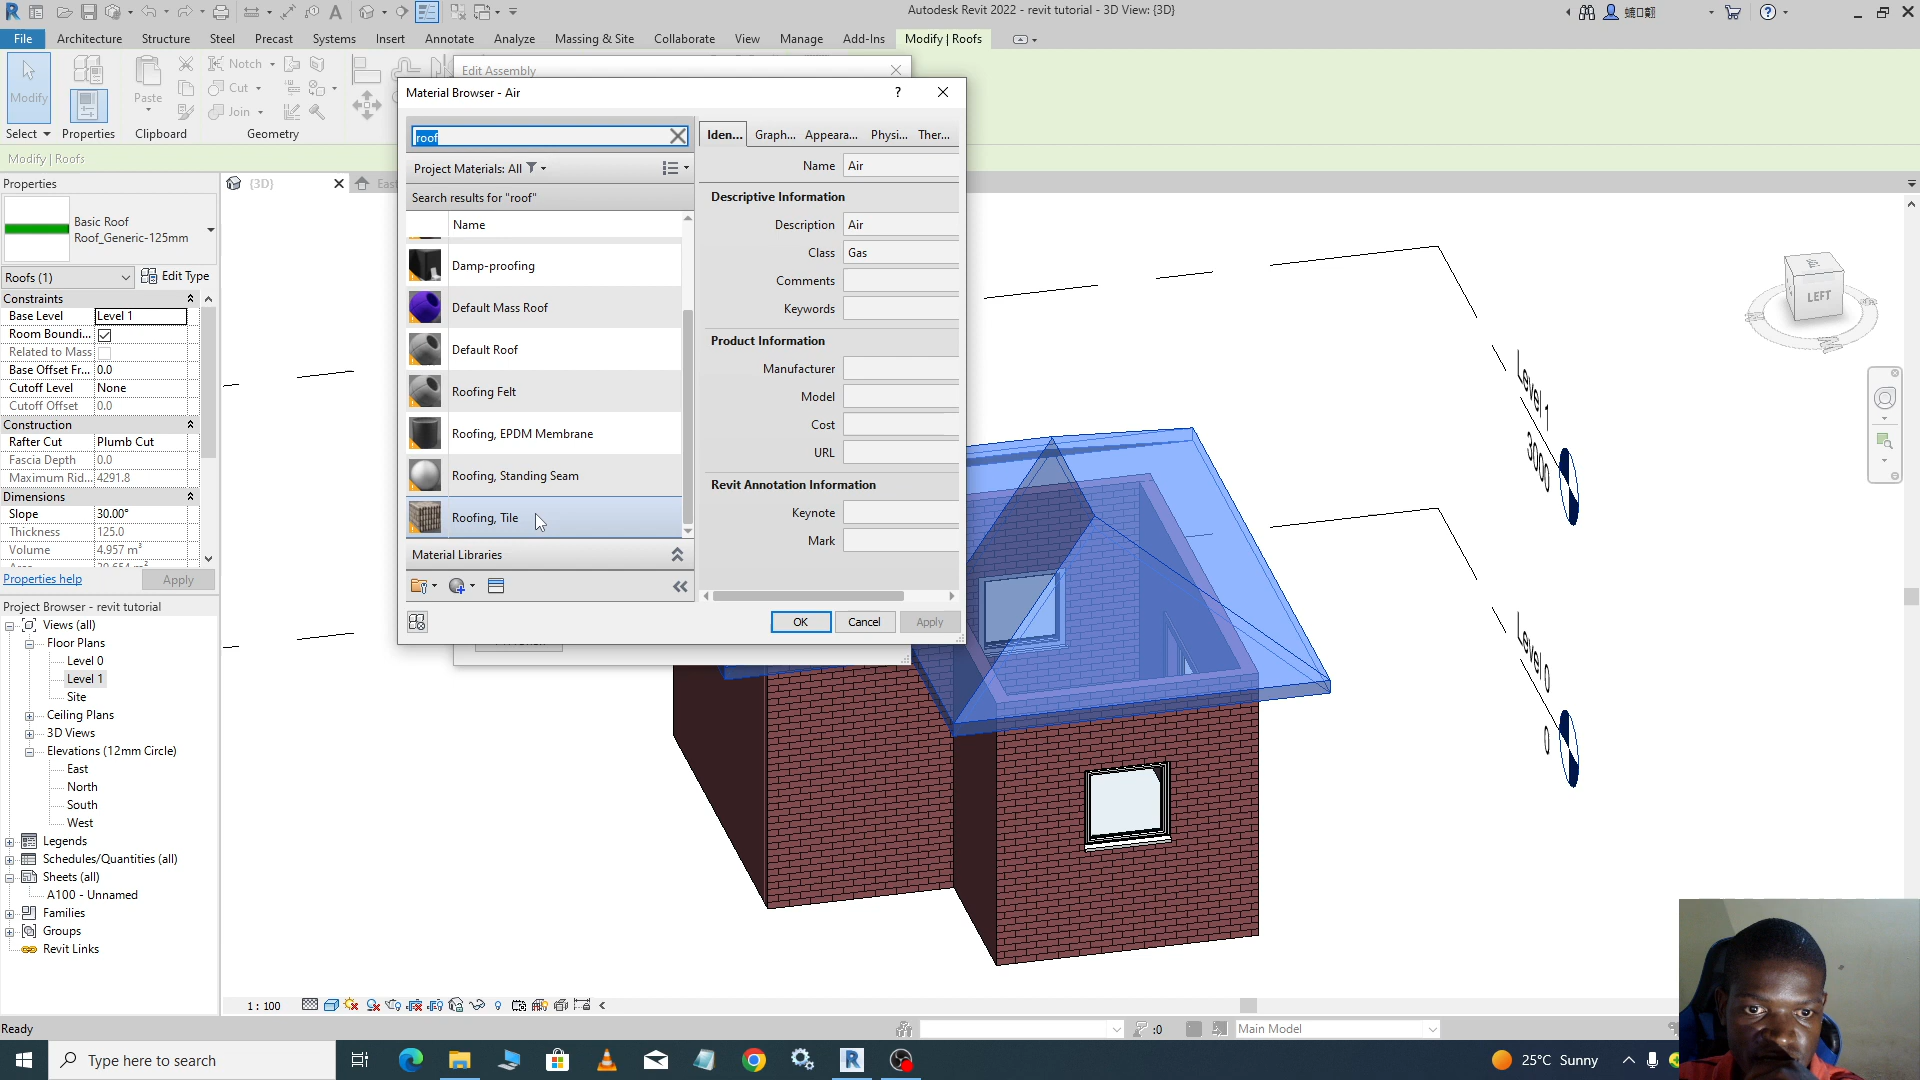 Autodesk Revit 2022 - revit tutorial - 3D View: {3D}
File Architecture Structure Steel Precast Systems Insert Annotate Analyze Massing & Site Collaborate View Manage Add-Ins Modify | Roofs
Modify
Paste
Notch
Cut
Join
Select Properties Clipboard Geometry
Modify | Roofs
Edit Assembly
Properties
{3D}
East
Basic Roof
Roof_Generic-125mm
Roofs (1)
Edit Type
Constraints
Base Level Level 1
Room Boundi...
Related to Mass
Base Offset Fr... 0.0
Cutoff Level None
Cutoff Offset 0.0
Construction
Rafter Cut Plumb Cut
Fascia Depth 0.0
Maximum Rid... 4291.8
Dimensions
Slope 30.00°
Thickness 125.0
Volume 4.957 m³
Properties help
Apply
Project Browser - revit tutorial
Views (all)
Floor Plans
Level 0
Level 1
Site
Ceiling Plans
3D Views
Elevations (12mm Circle)
East
North
South
West
Legends
Schedules/Quantities (all)
Sheets (all)
A100 - Unnamed
Families
Groups
Revit Links
Material Browser - Air
?
roof
Project Materials: All
Search results for "roof"
Name
Damp-proofing
Default Mass Roof
Default Roof
Roofing Felt
Roofing, EPDM Membrane
Roofing, Standing Seam
Roofing, Tile
Material Libraries
Iden... Graph... Appeara... Physi... Ther...
Name Air
Descriptive Information
Description Air
Class Gas
Comments
Keywords
Product Information
Manufacturer
Model
Cost
URL
Revit Annotation Information
Keynote
Mark
OK Cancel Apply
LEFT
Level 1
3000
Level 0
0
1 : 100
Ready
:0
Main Model
Type here to search
25°C Sunny